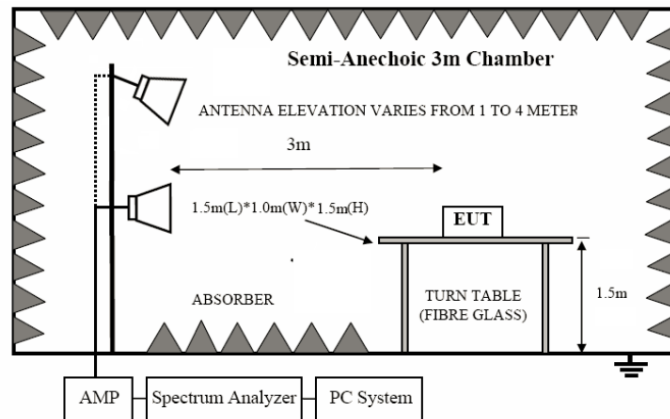 Semi-Anechoic 3m Chamber
ANTENNA ELEVATION VARIES FROM 1 TO 4 METER
3m
1.5m(L)*1.0m(W)*1.5m(H)
EUT
ABSORBER
TURN TABLE
(FIBRE GLASS)
1.5m
AMP
Spectrum Analyzer
PC System